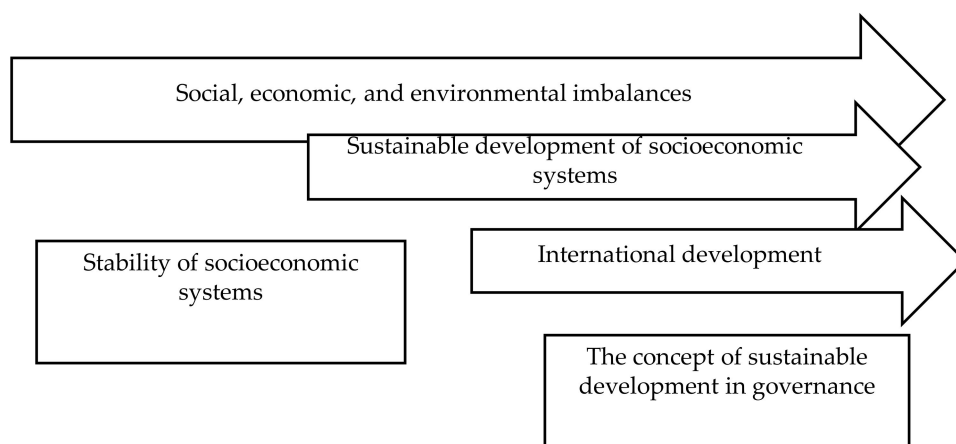 Social, economic, and environmental imbalances
Sustainable development of socioeconomic
systems
International development
Stability of socioeconomic
systems
The concept of sustainable
development in governance